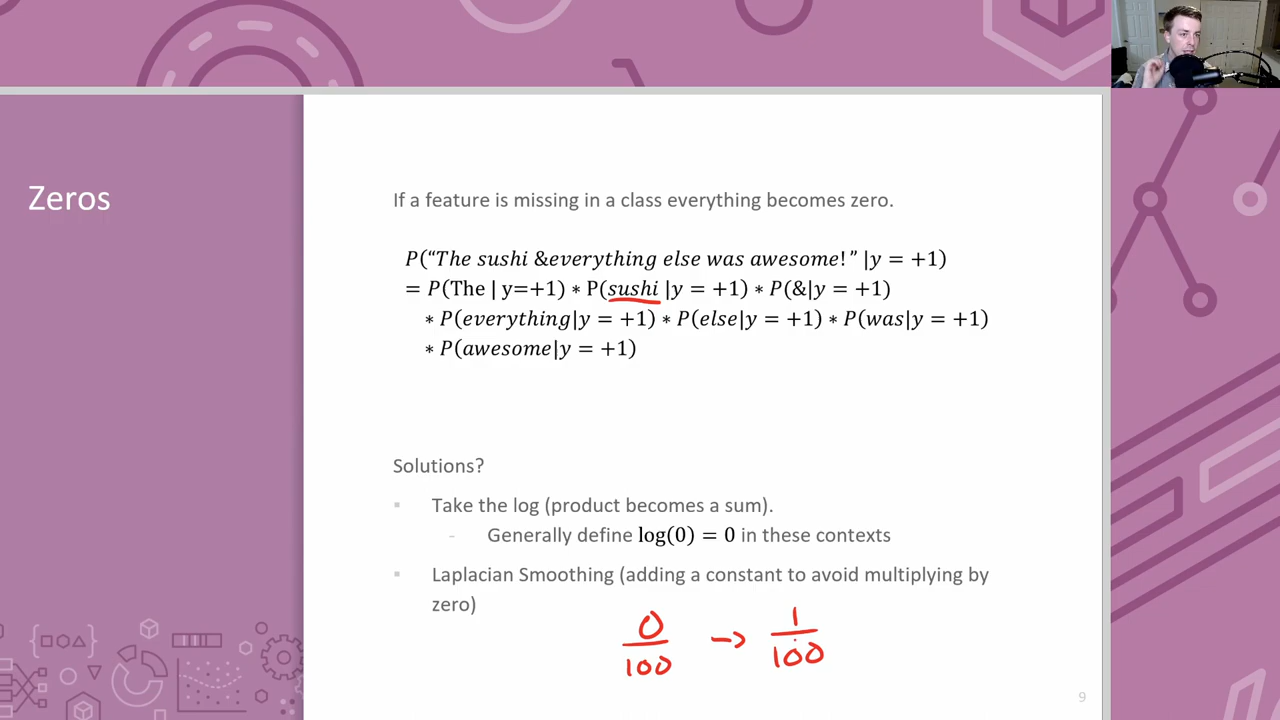 Zeros
If a feature is missing in a class everything becomes zero.
P(“The sushi &everything else was awesome!” |y = +1)
= P(The | y=+1) ∗ P(sushi |y = +1) ∗ P(&|y = +1)
∗ P(everything|y = +1) ∗ P(else|y = +1) ∗ P(was|y = +1)
∗ P(awesome|y = +1)
Solutions?
▪ Take the log (product becomes a sum).
- Generally define log(0) = 0 in these contexts
▪ Laplacian Smoothing (adding a constant to avoid multiplying by
zero)
0/100 → 1/100
9